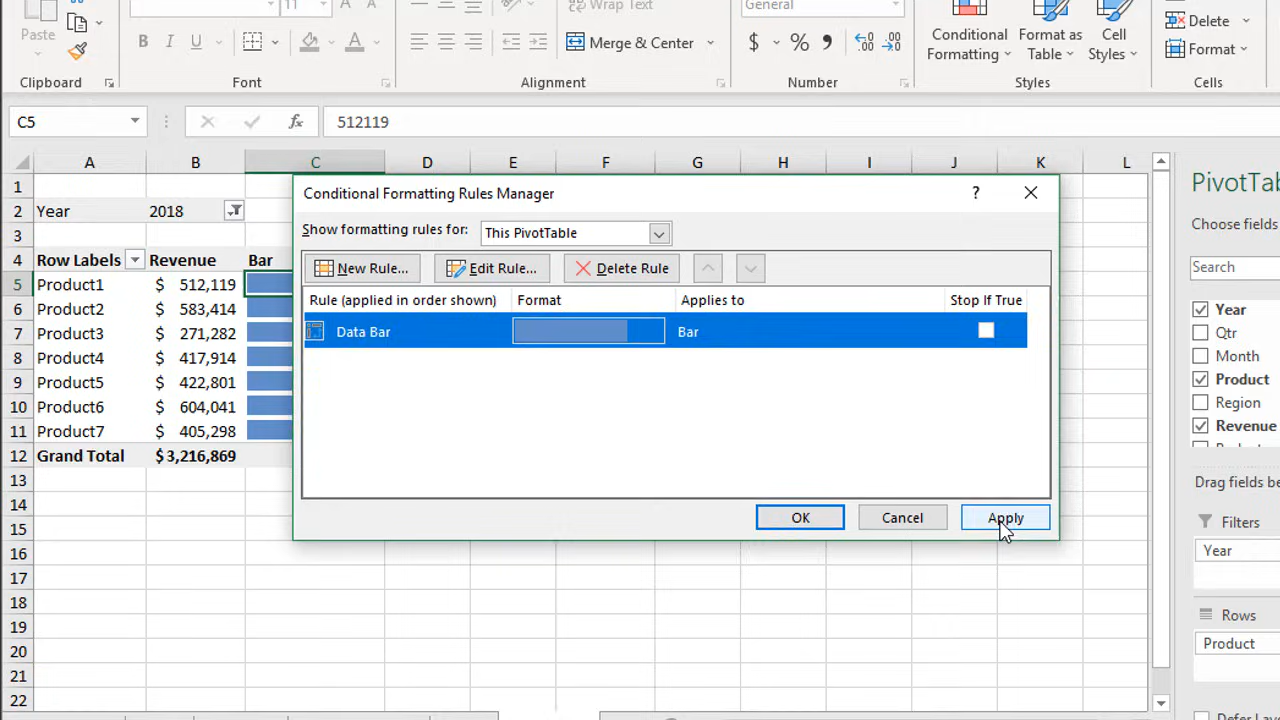 11
General
Wrap Text
Paste
B I U
A
Merge & Center
$ % ,
Conditional Formatting
Format as Table
Cell Styles
Delete
Format
Clipboard
Font
Alignment
Number
Styles
Cells
C5
fx
512119
A B C D E F G H I J K L
1
2 Year 2018
3
4 Row Labels Revenue Bar
5 Product1 $ 512,119
6 Product2 $ 583,414
7 Product3 $ 271,282
8 Product4 $ 417,914
9 Product5 $ 422,801
10 Product6 $ 604,041
11 Product7 $ 405,298
12 Grand Total $ 3,216,869
13
14
15
16
17
18
19
20
21
22
Conditional Formatting Rules Manager ?
Show formatting rules for: This PivotTable
New Rule... Edit Rule... Delete Rule
Rule (applied in order shown) Format Applies to Stop If True
Data Bar Bar
OK Cancel Apply
PivotTa
Choose fields
Search
Year
Qtr
Month
Product
Region
Revenue
Drag fields be
Filters
Year
Rows
Product
Defer Lay